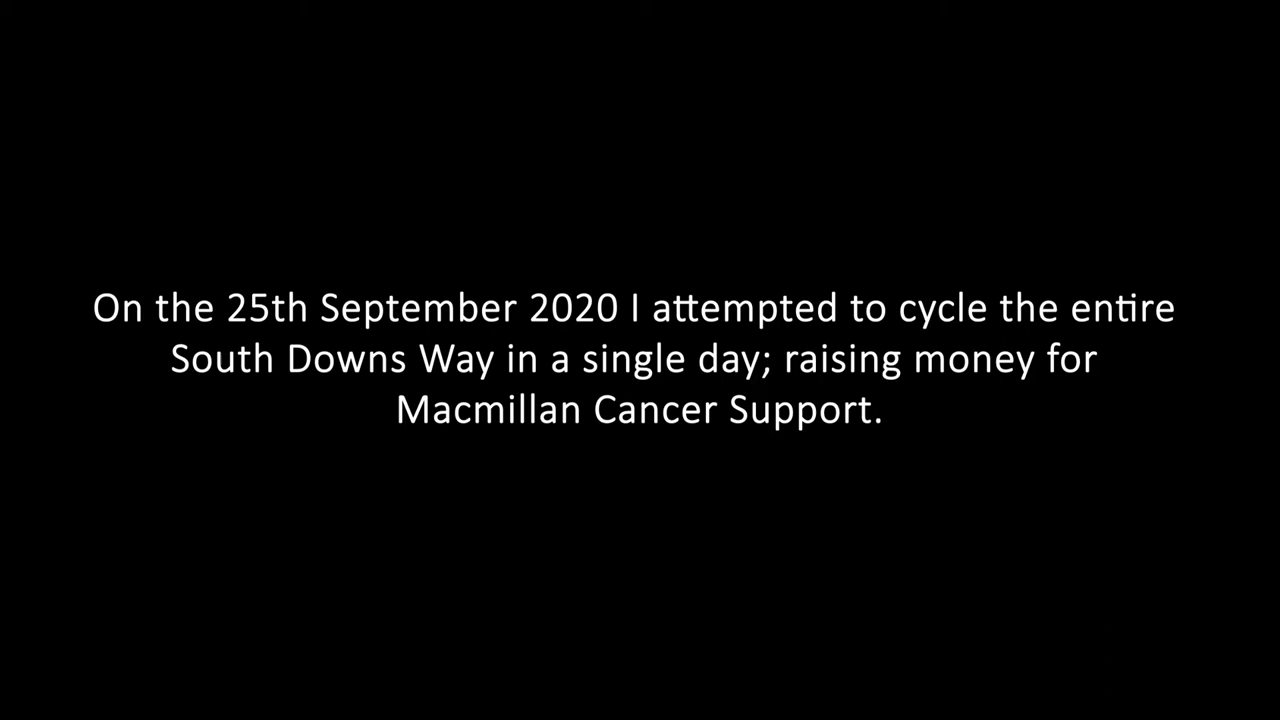 On the 25th September 2020 I attempted to cycle the entire
South Downs Way in a single day; raising money for
Macmillan Cancer Support.